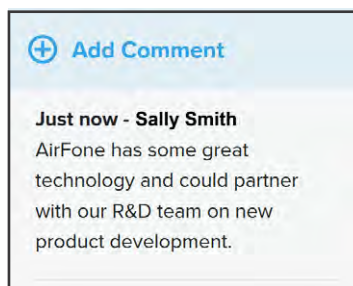 Add Comment
Just now - Sally Smith
AirFone has some great
technology and could partner
with our R&D team on new
product development.